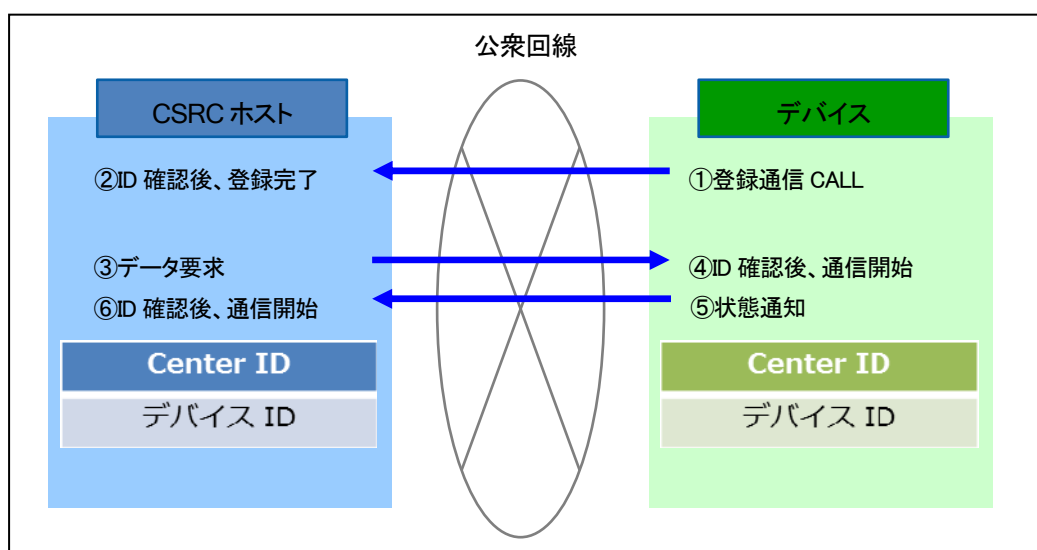 公衆回線
CSRC ホスト
デバイス
②ID 確認後、登録完了
①登録通信 CALL
③データ要求
④ID 確認後、通信開始
⑥ID 確認後、通信開始
⑤状態通知
Center ID
デバイス ID
Center ID
デバイス ID